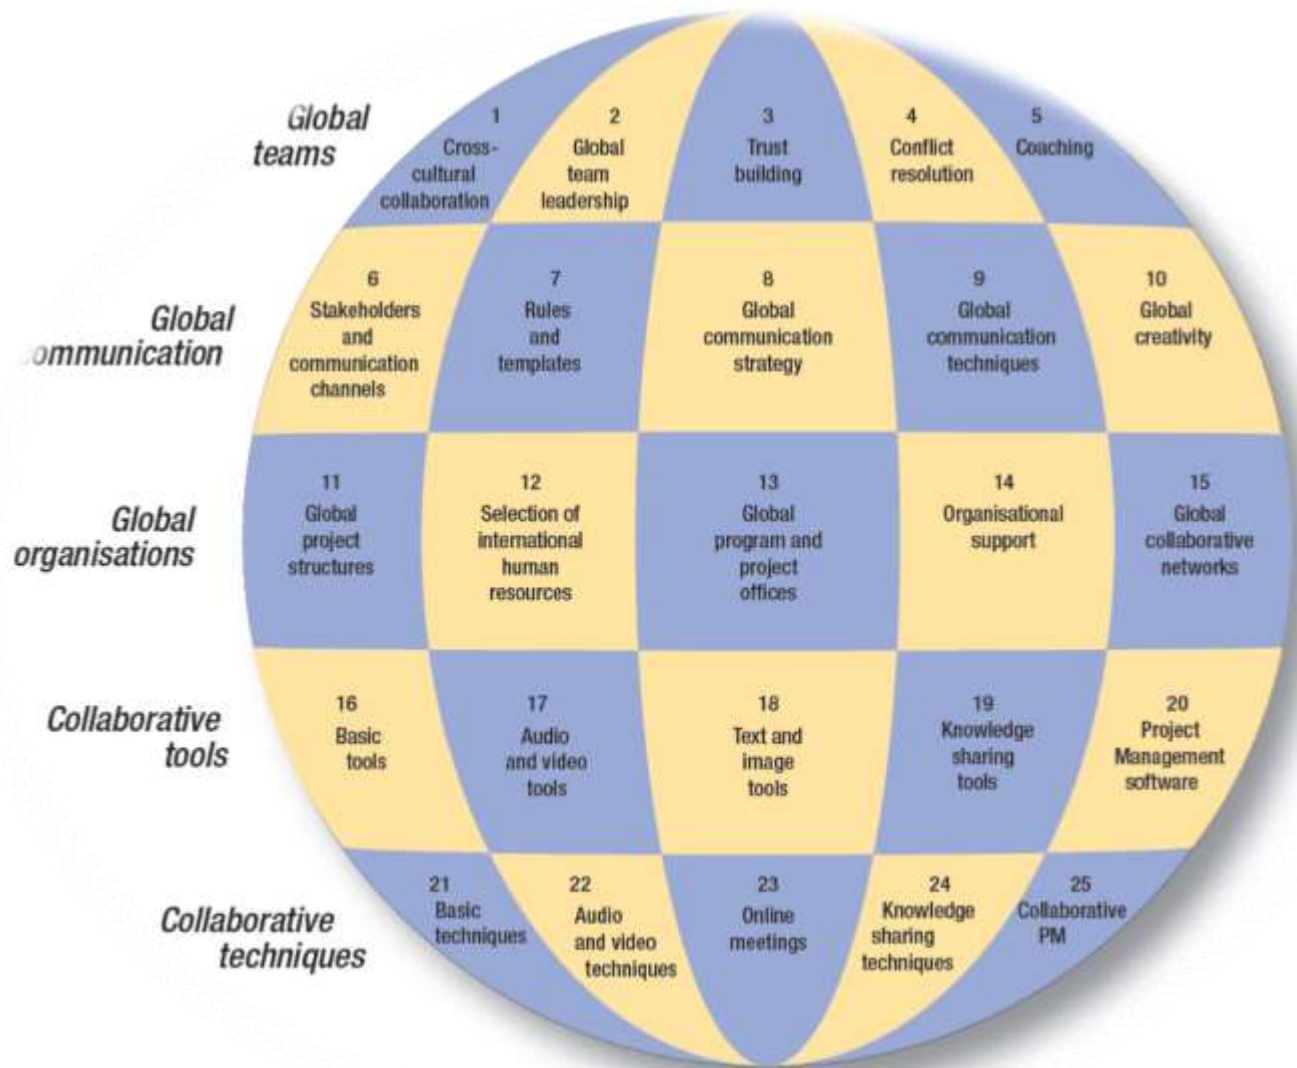 Global
teams
1
Cross-
cultural
collaboration
2
Global
team
leadership
3
Trust
building
4
Conflict
resolution
5
Coaching
Global
communication
6
Stakeholders
and
communication
channels
7
Rules
and
templates
8
Global
communication
strategy
9
Global
communication
techniques
10
Global
creativity
Global
organisations
11
Global
project
structures
12
Selection of
international
human
resources
13
Global
program and
project
offices
14
Organisational
support
15
Global
collaborative
networks
Collaborative
tools
16
Basic
tools
17
Audio
and video
tools
18
Text and
image
tools
19
Knowledge
sharing
tools
20
Project
Management
software
Collaborative
techniques
21
Basic
techniques
22
Audio
and video
techniques
23
Online
meetings
24
Knowledge
sharing
techniques
25
Collaborative
PM